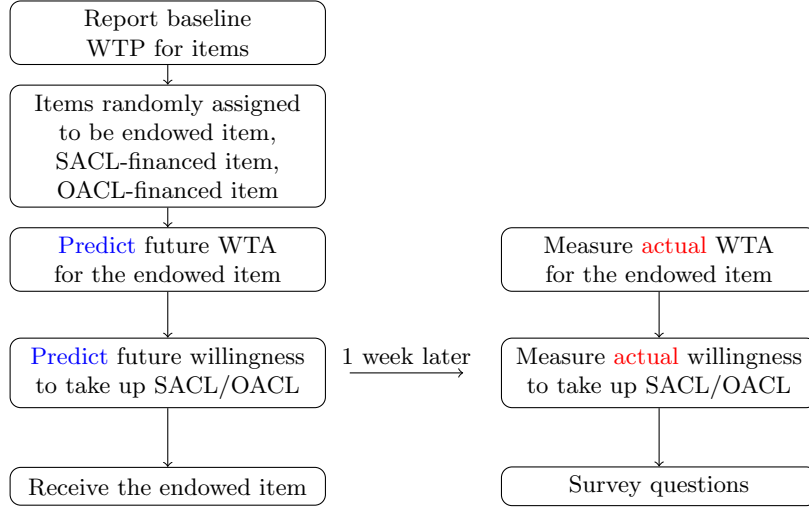 Report baseline
WTP for items
Items randomly assigned
to be endowed item,
SACL-financed item,
OACL-financed item
Predict future WTA
for the endowed item
Predict future willingness
to take up SACL/OACL
Receive the endowed item
1 week later
Measure actual WTA
for the endowed item
Measure actual willingness
to take up SACL/OACL
Survey questions